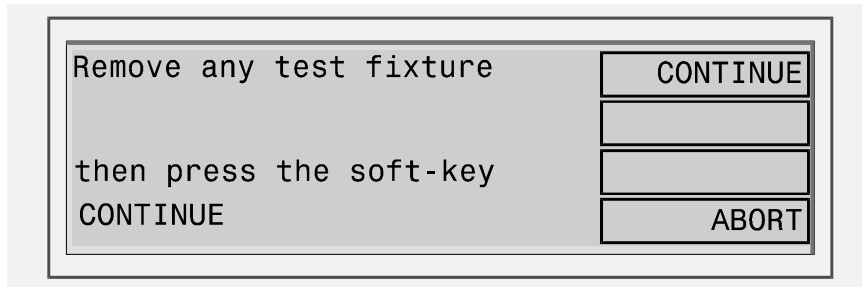 Remove any test fixture
then press the soft-key
CONTINUE
CONTINUE
ABORT